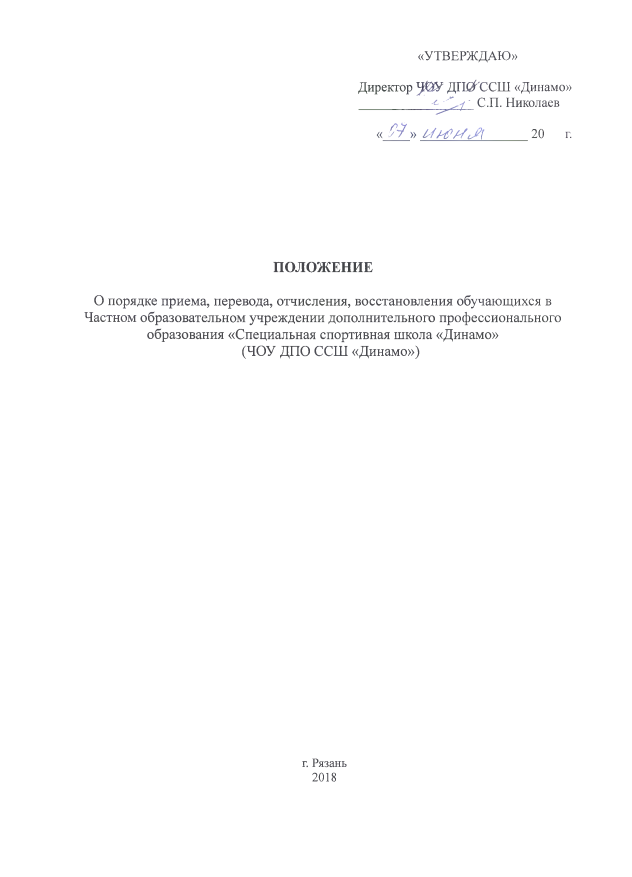 «УТВЕРЖДАЮ»
Директор ЧОУ ДПО ССШ «Динамо»
С.П. Николаев
«07» июня 20 г.
ПОЛОЖЕНИЕ
О порядке приема, перевода, отчисления, восстановления обучающихся в
Частном образовательном учреждении дополнительного профессионального
образования «Специальная спортивная школа «Динамо»
(ЧОУ ДПО ССШ «Динамо»)
г. Рязань
2018